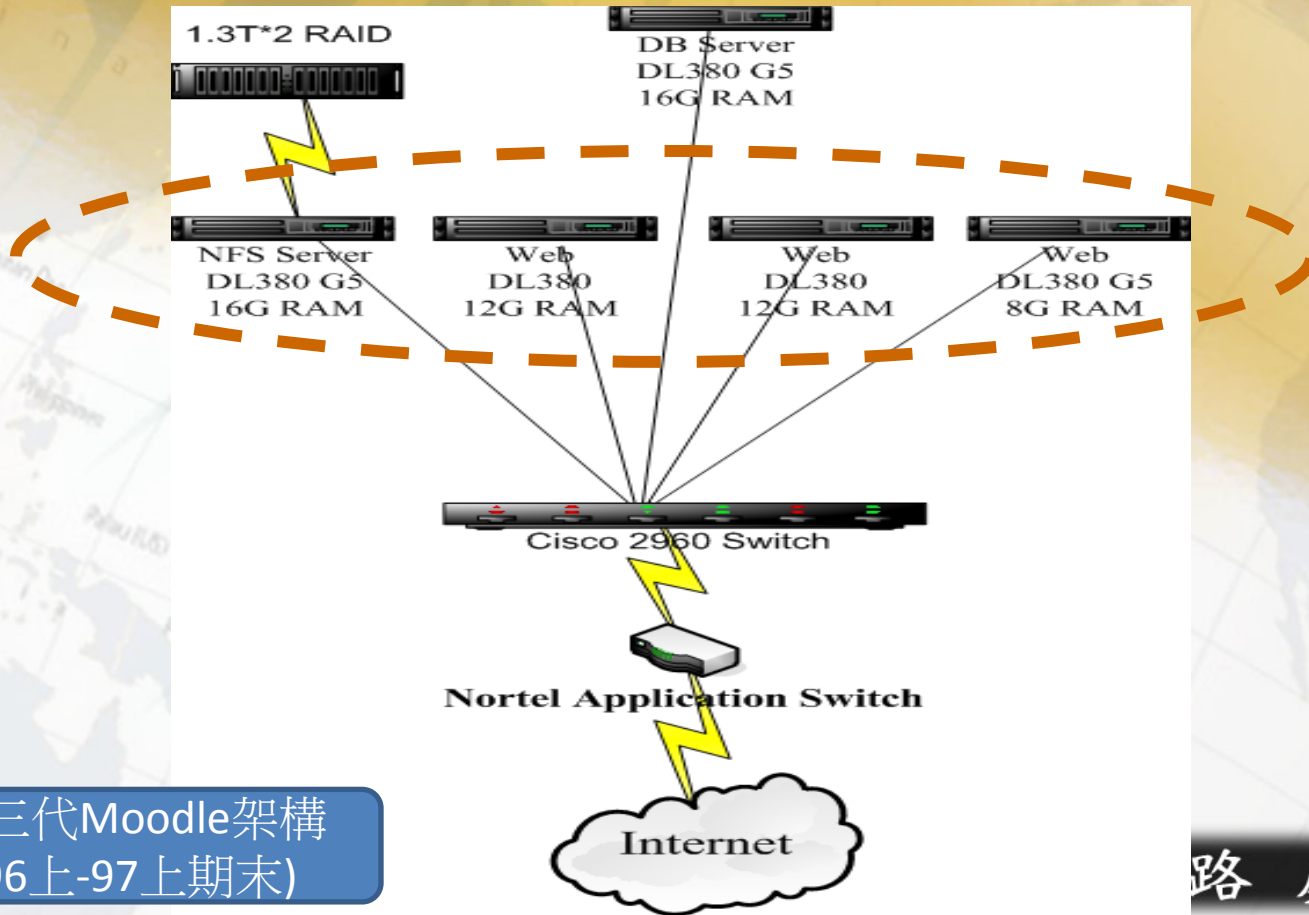 1.3T*2 RAID
DB Server
DL380 G5
16G RAM
NFS Server
DL380 G5
16G RAM
Web
DL380
12G RAM
Web
DL380
12G RAM
Web
DL380 G5
8G RAM
Cisco 2960 Switch
Nortel Application Switch
Internet
三代Moodle架構
96上-97上期末)
路